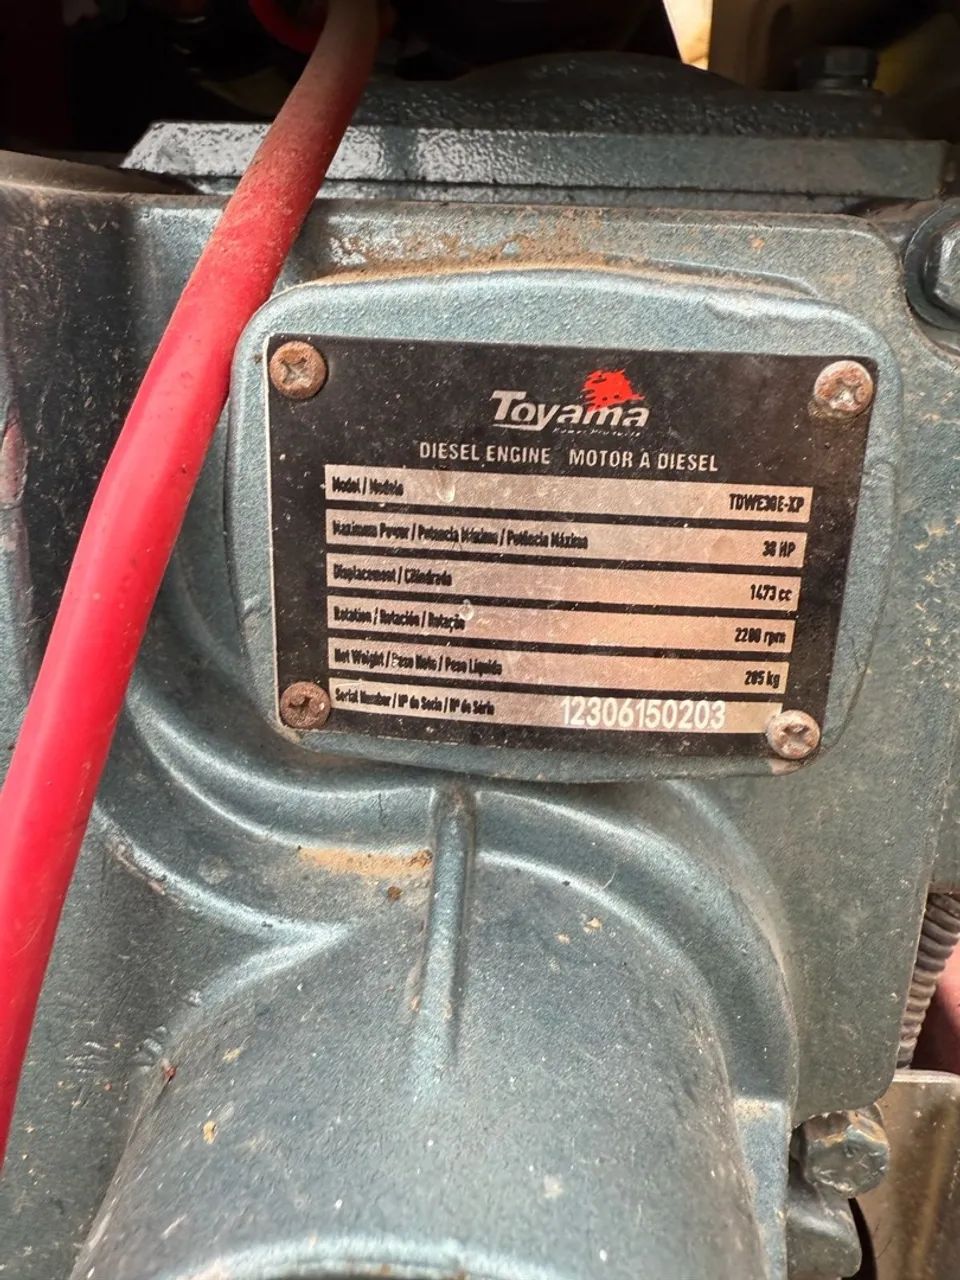 Toyama
DIESEL ENGINE MOTOR A DIESEL
Model / Modelo TDWE38E-XP
Maximum Power / Potencia Máxima / Potência Máxima 38 HP
Displacement / Cilindrada 1473 cc
Rotation / Rotación / Rotação 2200 rpm
Net Weight / Peso Neto / Peso Líquido 205 kg
Serial Number / Nº de Serie / Nº de Série 12306150203